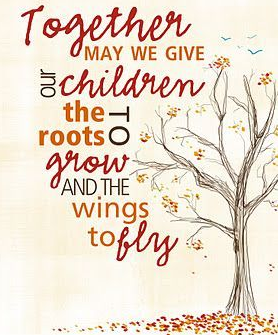 Together
MAY WE GIVE
our children
the
roots TO
grow
AND THE
wings
to fly